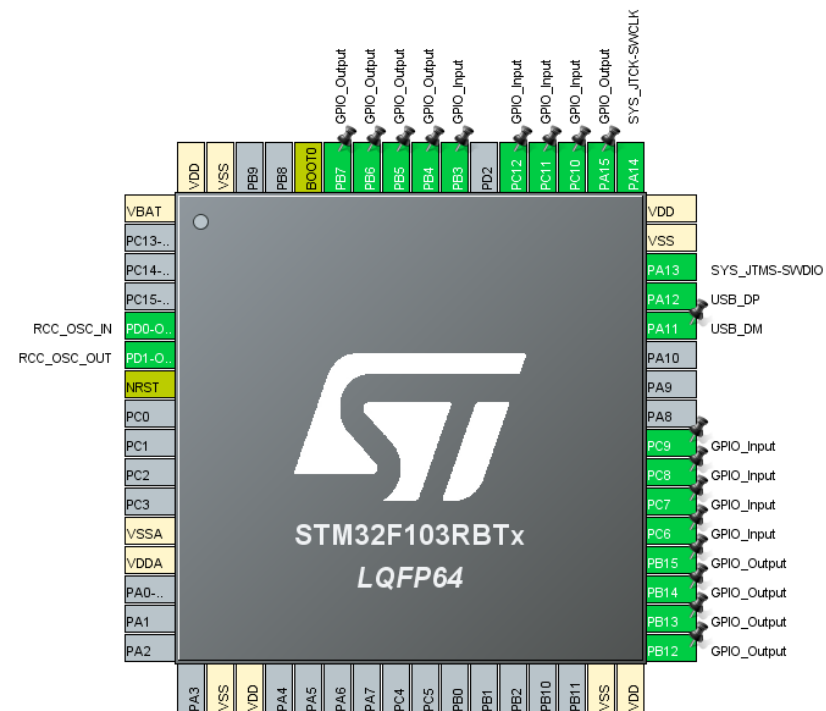 GPIO_Output
GPIO_Output
GPIO_Output
GPIO_Output
GPIO_Input
GPIO_Input
GPIO_Input
GPIO_Input
GPIO_Output
SYS_JTCK-SWCLK
VDD
VSS
PB9
PB8
BOOT0
PB7
PB6
PB5
PB4
PB3
PD2
PC12
PC11
PC10
PA15
PA14
VBAT
PC13-..
PC14-..
PC15-..
RCC_OSC_IN PD0-O..
RCC_OSC_OUT PD1-O..
NRST
PC0
PC1
PC2
PC3
VSSA
VDDA
PA0-..
PA1
PA2
ST
STM32F103RBTx
LQFP64
VDD
VSS
PA13 SYS_JTMS-SWDIO
PA12 USB_DP
PA11 USB_DM
PA10
PA9
PA8
PC9 GPIO_Input
PC8 GPIO_Input
PC7 GPIO_Input
PC6 GPIO_Input
PB15 GPIO_Output
PB14 GPIO_Output
PB13 GPIO_Output
PB12 GPIO_Output
PA3
VSS
VDD
PA4
PA5
PA6
PA7
PC4
PC5
PB0
PB1
PB2
PB10
PB11
VSS
VDD